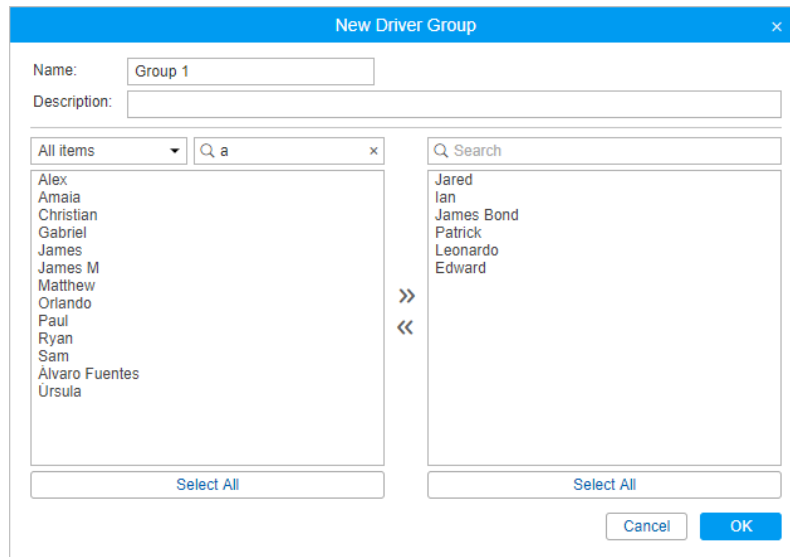 New Driver Group
×
Name: Group 1
Description:
All items
a ×
Search
Alex
Amaia
Christian
Gabriel
James
James M
Matthew
Orlando
Paul
Ryan
Sam
Álvaro Fuentes
Úrsula
»
«
Jared
Ian
James Bond
Patrick
Leonardo
Edward
Select All
Select All
Cancel
OK